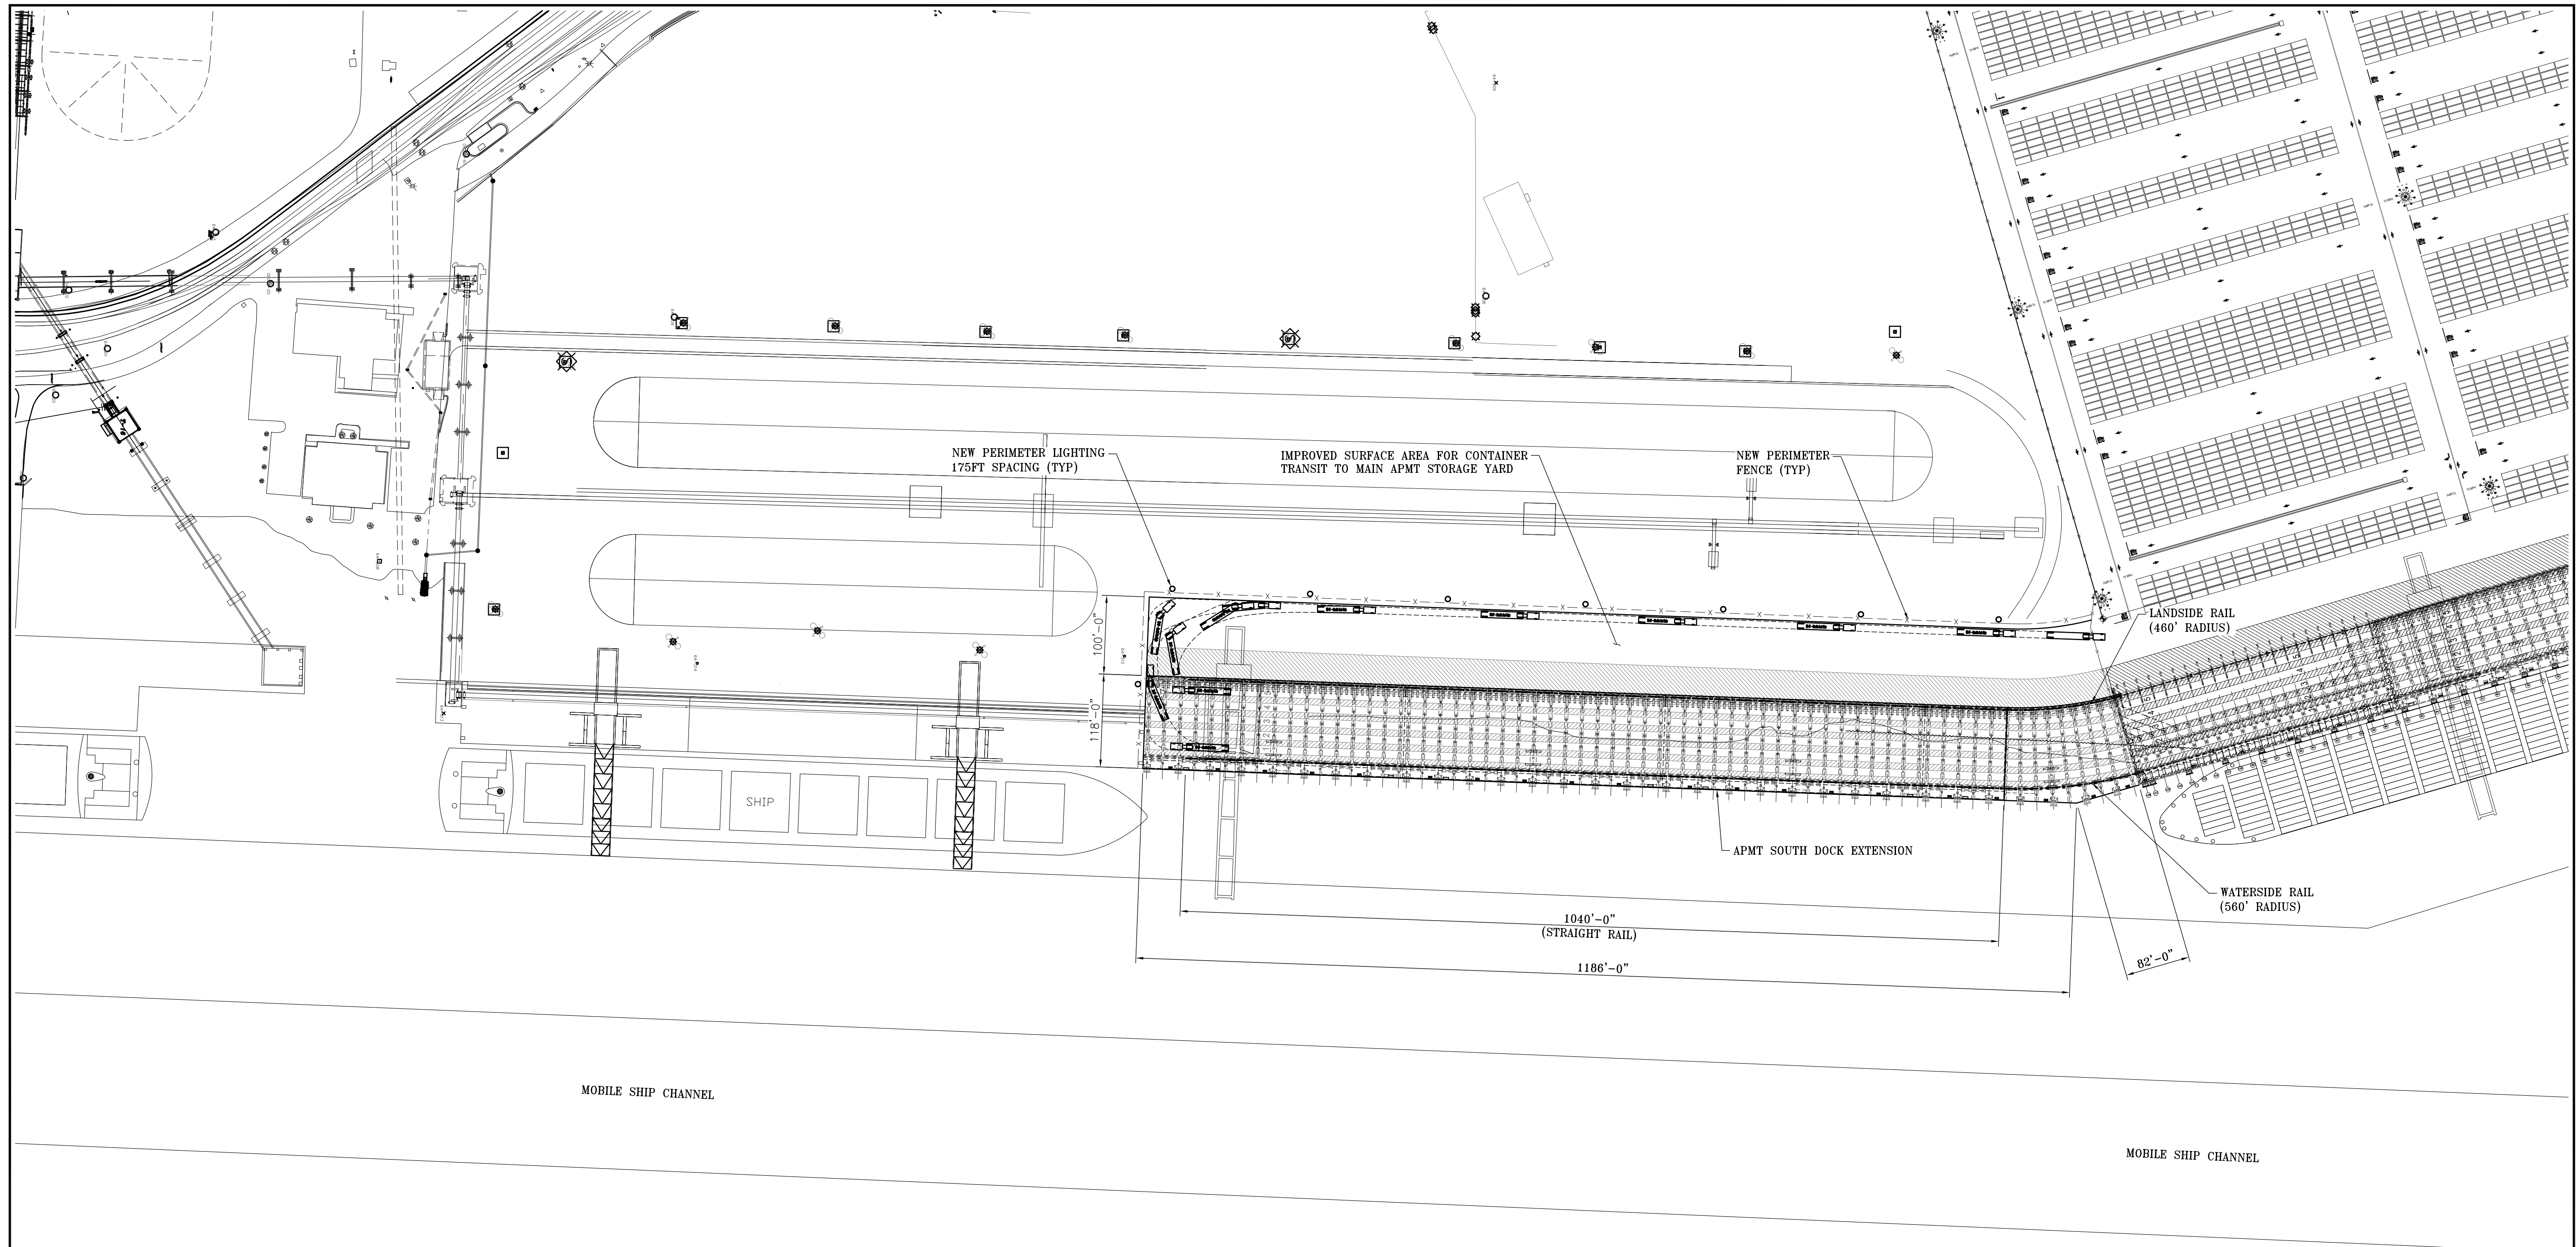 NEW PERIMETER LIGHTING
175FT SPACING (TYP)
IMPROVED SURFACE AREA FOR CONTAINER
TRANSIT TO MAIN APMT STORAGE YARD
NEW PERIMETER
FENCE (TYP)
LANDSIDE RAIL
(460' RADIUS)
100'-0"
118'-0"
SHIP
APMT SOUTH DOCK EXTENSION
WATERSIDE RAIL
(560' RADIUS)
1040'-0"
(STRAIGHT RAIL)
1186'-0"
82'-0"
MOBILE SHIP CHANNEL
MOBILE SHIP CHANNEL